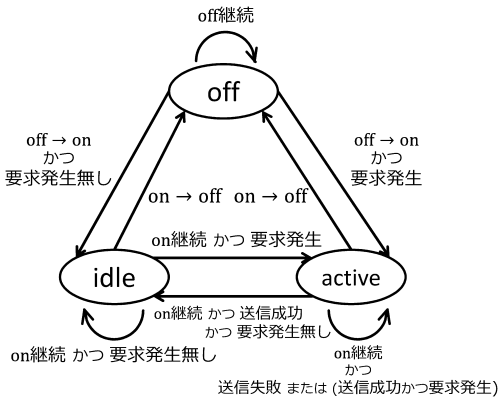 off継続
off
off → on
かつ
要求発生無し
off → on
かつ
要求発生
on → off
on → off
on継続 かつ 要求発生
idle
active
on継続 かつ 送信成功
かつ 要求発生無し
on継続 かつ 要求発生無し
on継続
かつ
送信失敗 または (送信成功かつ要求発生)